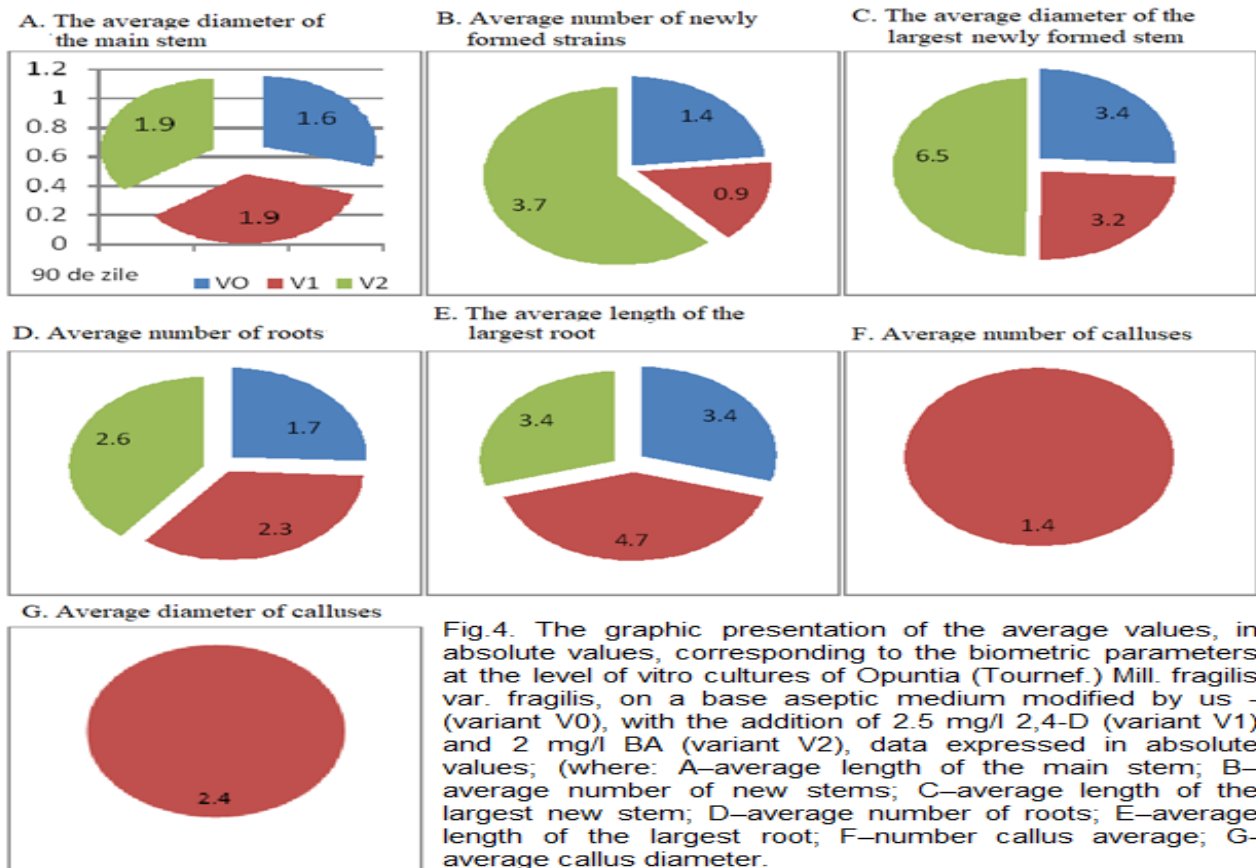 A. The average diameter of
the main stem
1.2
1
0.8
0.6
0.4
0.2
0
1.9
1.6
1.9
90 de zile
VO V1 V2
B. Average number of newly
formed strains
1.4
0.9
3.7
C. The average diameter of the
largest newly formed stem
3.4
6.5
3.2
D. Average number of roots
1.7
2.6
2.3
E. The average length of the
largest root
3.4
3.4
4.7
F. Average number of calluses
1.4
G. Average diameter of calluses
2.4
Fig.4. The graphic presentation of the average values, in
absolute values, corresponding to the biometric parameters
at the level of vitro cultures of Opuntia (Tournef.) Mill. fragilis
var. fragilis, on a base aseptic medium modified by us -
(variant V0), with the addition of 2.5 mg/l 2,4-D (variant V1)
and 2 mg/l BA (variant V2), data expressed in absolute
values; (where: A–average length of the main stem; B–
average number of new stems; C–average length of the
largest new stem; D–average number of roots; E–average
length of the largest root; F–number callus average; G-
average callus diameter.